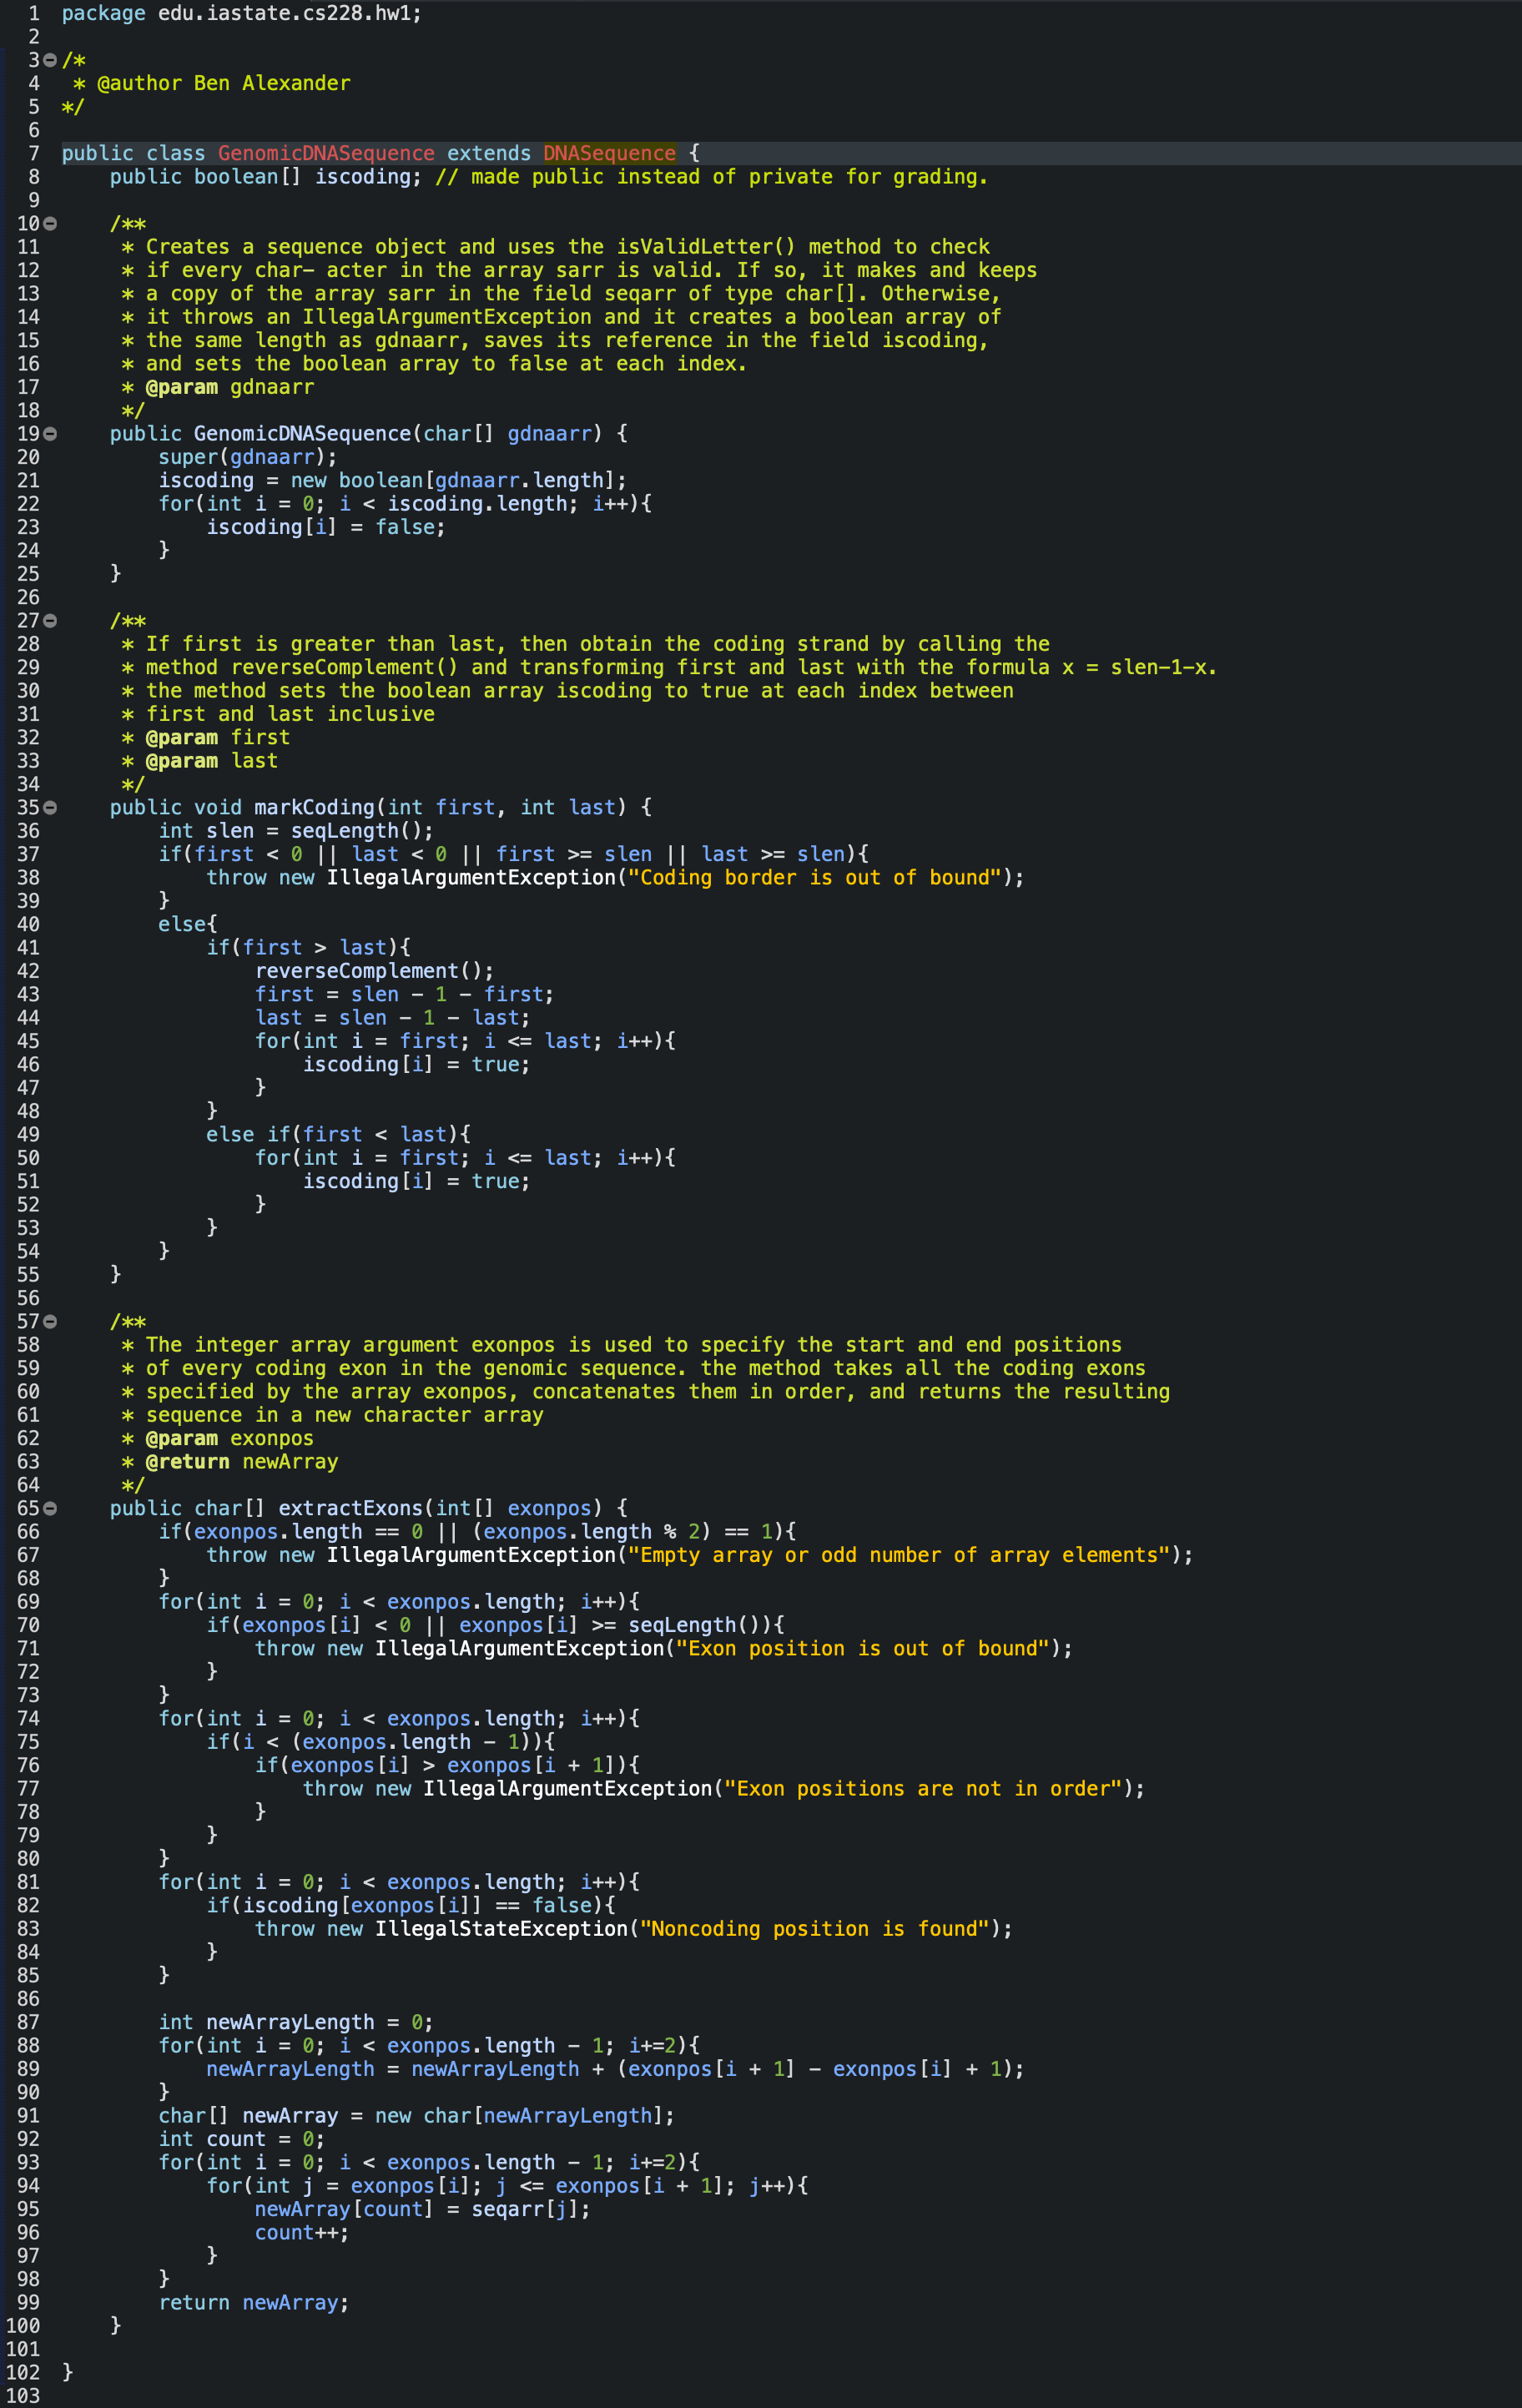 1 package edu.iastate.cs228.hw1;
2
3 /*
4  * @author Ben Alexander
5 */
6
7 public class GenomicDNASequence extends DNASequence {
8     public boolean[] iscoding; // made public instead of private for grading.
9
10     /**
11      * Creates a sequence object and uses the isValidLetter() method to check
12      * if every char- acter in the array sarr is valid. If so, it makes and keeps
13      * a copy of the array sarr in the field seqarr of type char[]. Otherwise,
14      * it throws an IllegalArgumentException and it creates a boolean array of
15      * the same length as gdnaarr, saves its reference in the field iscoding,
16      * and sets the boolean array to false at each index.
17      * @param gdnaarr
18      */
19     public GenomicDNASequence(char[] gdnaarr) {
20         super(gdnaarr);
21         iscoding = new boolean[gdnaarr.length];
22         for(int i = 0; i < iscoding.length; i++){
23             iscoding[i] = false;
24         }
25     }
26
27     /**
28      * If first is greater than last, then obtain the coding strand by calling the
29      * method reverseComplement() and transforming first and last with the formula x = slen-1-x.
30      * the method sets the boolean array iscoding to true at each index between
31      * first and last inclusive
32      * @param first
33      * @param last
34      */
35     public void markCoding(int first, int last) {
36         int slen = seqLength();
37         if(first < 0 || last < 0 || first >= slen || last >= slen){
38             throw new IllegalArgumentException("Coding border is out of bound");
39         }
40         else{
41             if(first > last){
42                 reverseComplement();
43                 first = slen - 1 - first;
44                 last = slen - 1 - last;
45                 for(int i = first; i <= last; i++){
46                     iscoding[i] = true;
47                 }
48             }
49             else if(first < last){
50                 for(int i = first; i <= last; i++){
51                     iscoding[i] = true;
52                 }
53             }
54         }
55     }
56
57     /**
58      * The integer array argument exonpos is used to specify the start and end positions
59      * of every coding exon in the genomic sequence. the method takes all the coding exons
60      * specified by the array exonpos, concatenates them in order, and returns the resulting
61      * sequence in a new character array
62      * @param exonpos
63      * @return newArray
64      */
65     public char[] extractExons(int[] exonpos) {
66         if(exonpos.length == 0 || (exonpos.length % 2) == 1){
67             throw new IllegalArgumentException("Empty array or odd number of array elements");
68         }
69         for(int i = 0; i < exonpos.length; i++){
70             if(exonpos[i] < 0 || exonpos[i] >= seqLength()){
71                 throw new IllegalArgumentException("Exon position is out of bound");
72             }
73         }
74         for(int i = 0; i < exonpos.length; i++){
75             if(i < (exonpos.length - 1)){
76                 if(exonpos[i] > exonpos[i + 1]){
77                     throw new IllegalArgumentException("Exon positions are not in order");
78                 }
79             }
80         }
81         for(int i = 0; i < exonpos.length; i++){
82             if(iscoding[exonpos[i]] == false){
83                 throw new IllegalStateException("Noncoding position is found");
84             }
85         }
86
87         int newArrayLength = 0;
88         for(int i = 0; i < exonpos.length - 1; i+=2){
89             newArrayLength = newArrayLength + (exonpos[i + 1] - exonpos[i] + 1);
90         }
91         char[] newArray = new char[newArrayLength];
92         int count = 0;
93         for(int i = 0; i < exonpos.length - 1; i+=2){
94             for(int j = exonpos[i]; j <= exonpos[i + 1]; j++){
95                 newArray[count] = seqarr[j];
96                 count++;
97             }
98         }
99         return newArray;
100     }
101
102 }
103